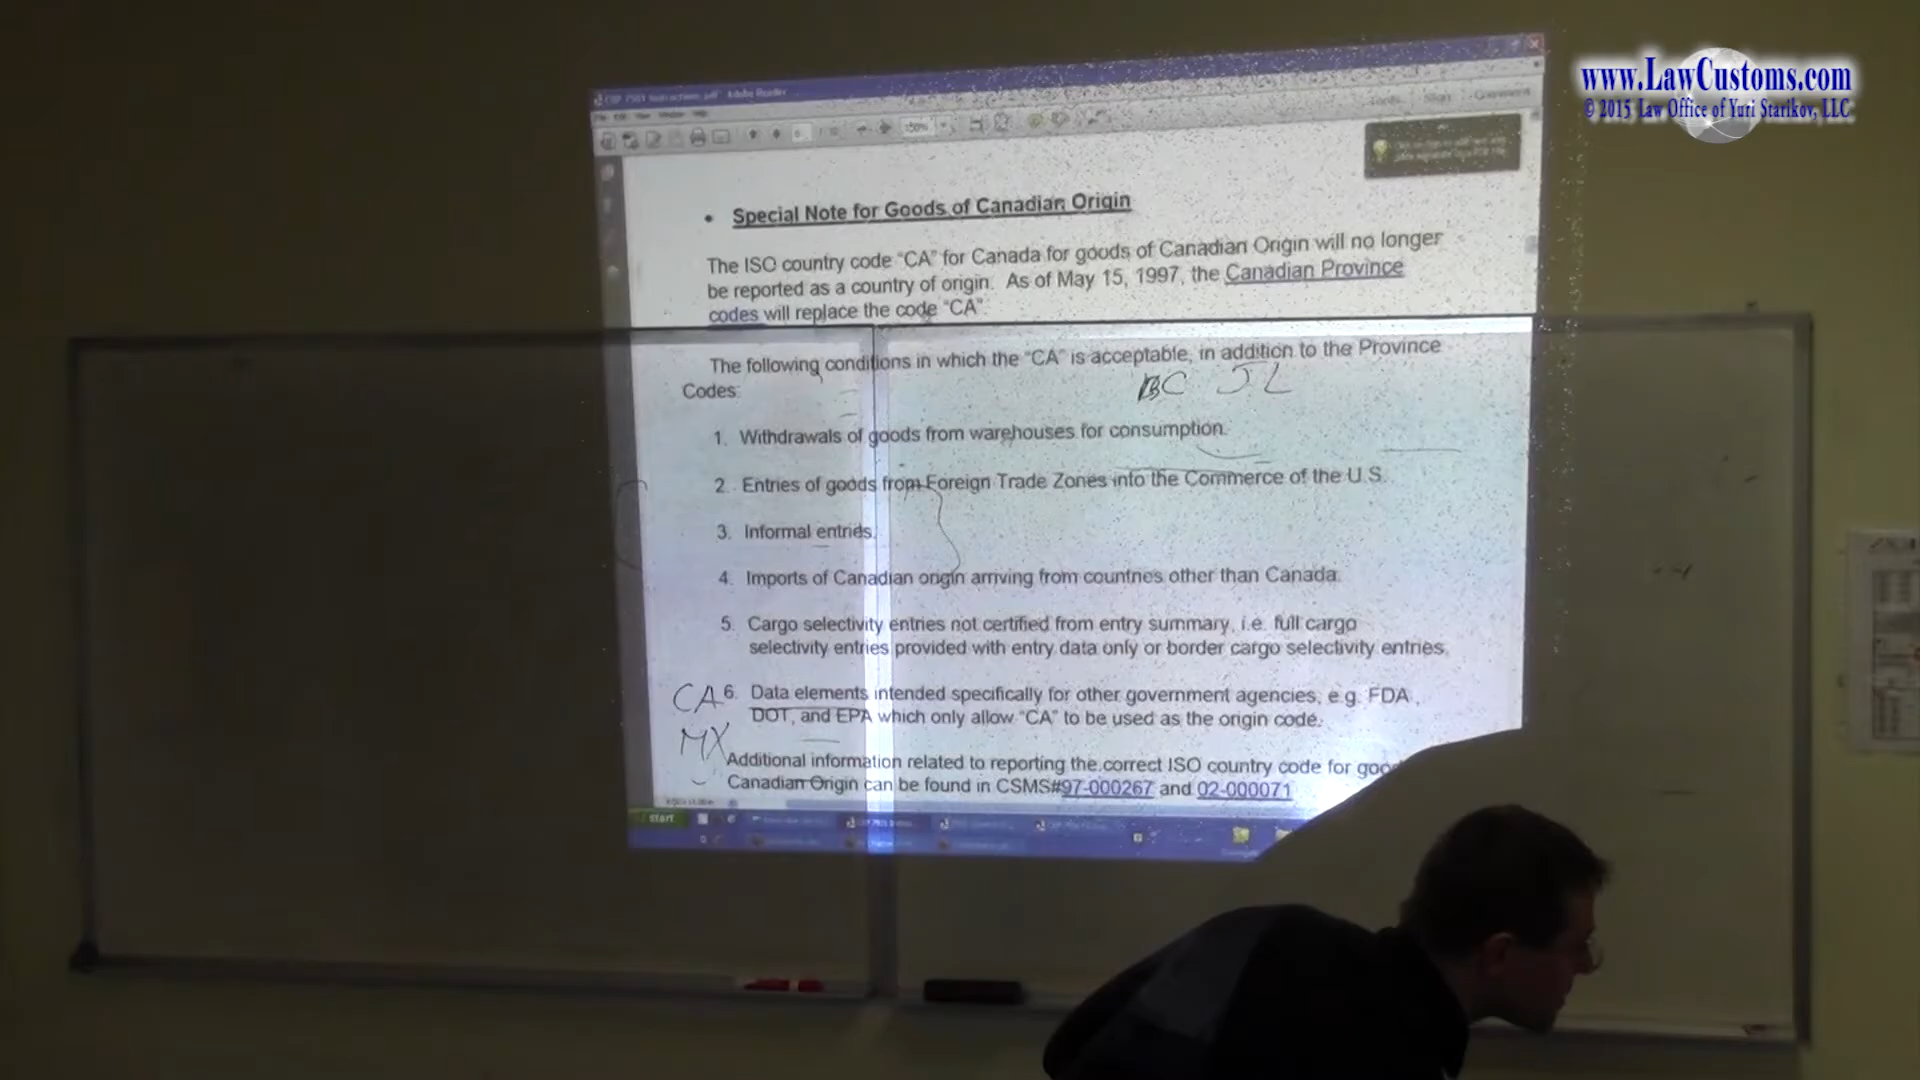 www.LawCustoms.com
© 2015 Law Office of Yuri Starikov, LLC
Adobe Reader
Special Note for Goods of Canadian Origin
The ISO country code "CA" for Canada for goods of Canadian Origin will no longer
be reported as a country of origin. As of May 15, 1997, the Canadian Province
codes will replace the code "CA"
The following conditions in which the "CA" is acceptable, in addition to the Province
Codes:
BC
1. Withdrawals of goods from warehouses for consumption.
2. Entries of goods from Foreign Trade Zones into the Commerce of the U.S.
3. Informal entries.
4. Imports of Canadian origin arriving from countries other than Canada.
5. Cargo selectivity entries not certified from entry summary, i.e. full cargo
selectivity entries provided with entry data only or border cargo selectivity entries.
CA
6. Data elements intended specifically for other government agencies, e.g. FDA,
DOT, and EPA which only allow "CA" to be used as the origin code.
MX
Additional information related to reporting the correct ISO country code for
Canadian Origin can be found in CSMS#97-000267 and 02-000071
Start